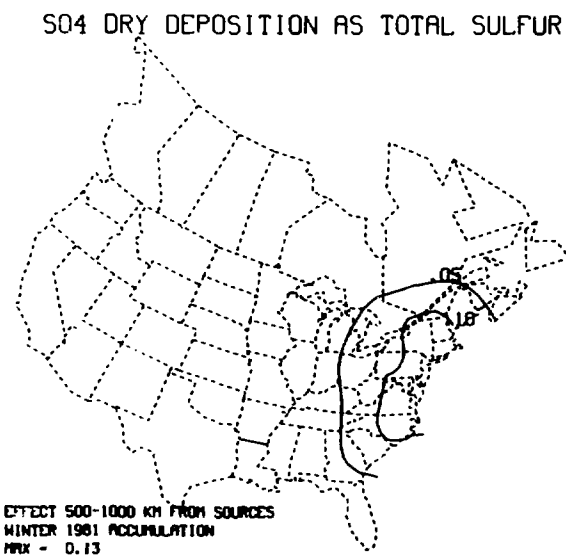 SO4 DRY DEPOSITION AS TOTAL SULFUR
.05
.10
EFFECT 500-1000 KM FROM SOURCES
WINTER 1981 ACCUMULATION
MAX = 0.13